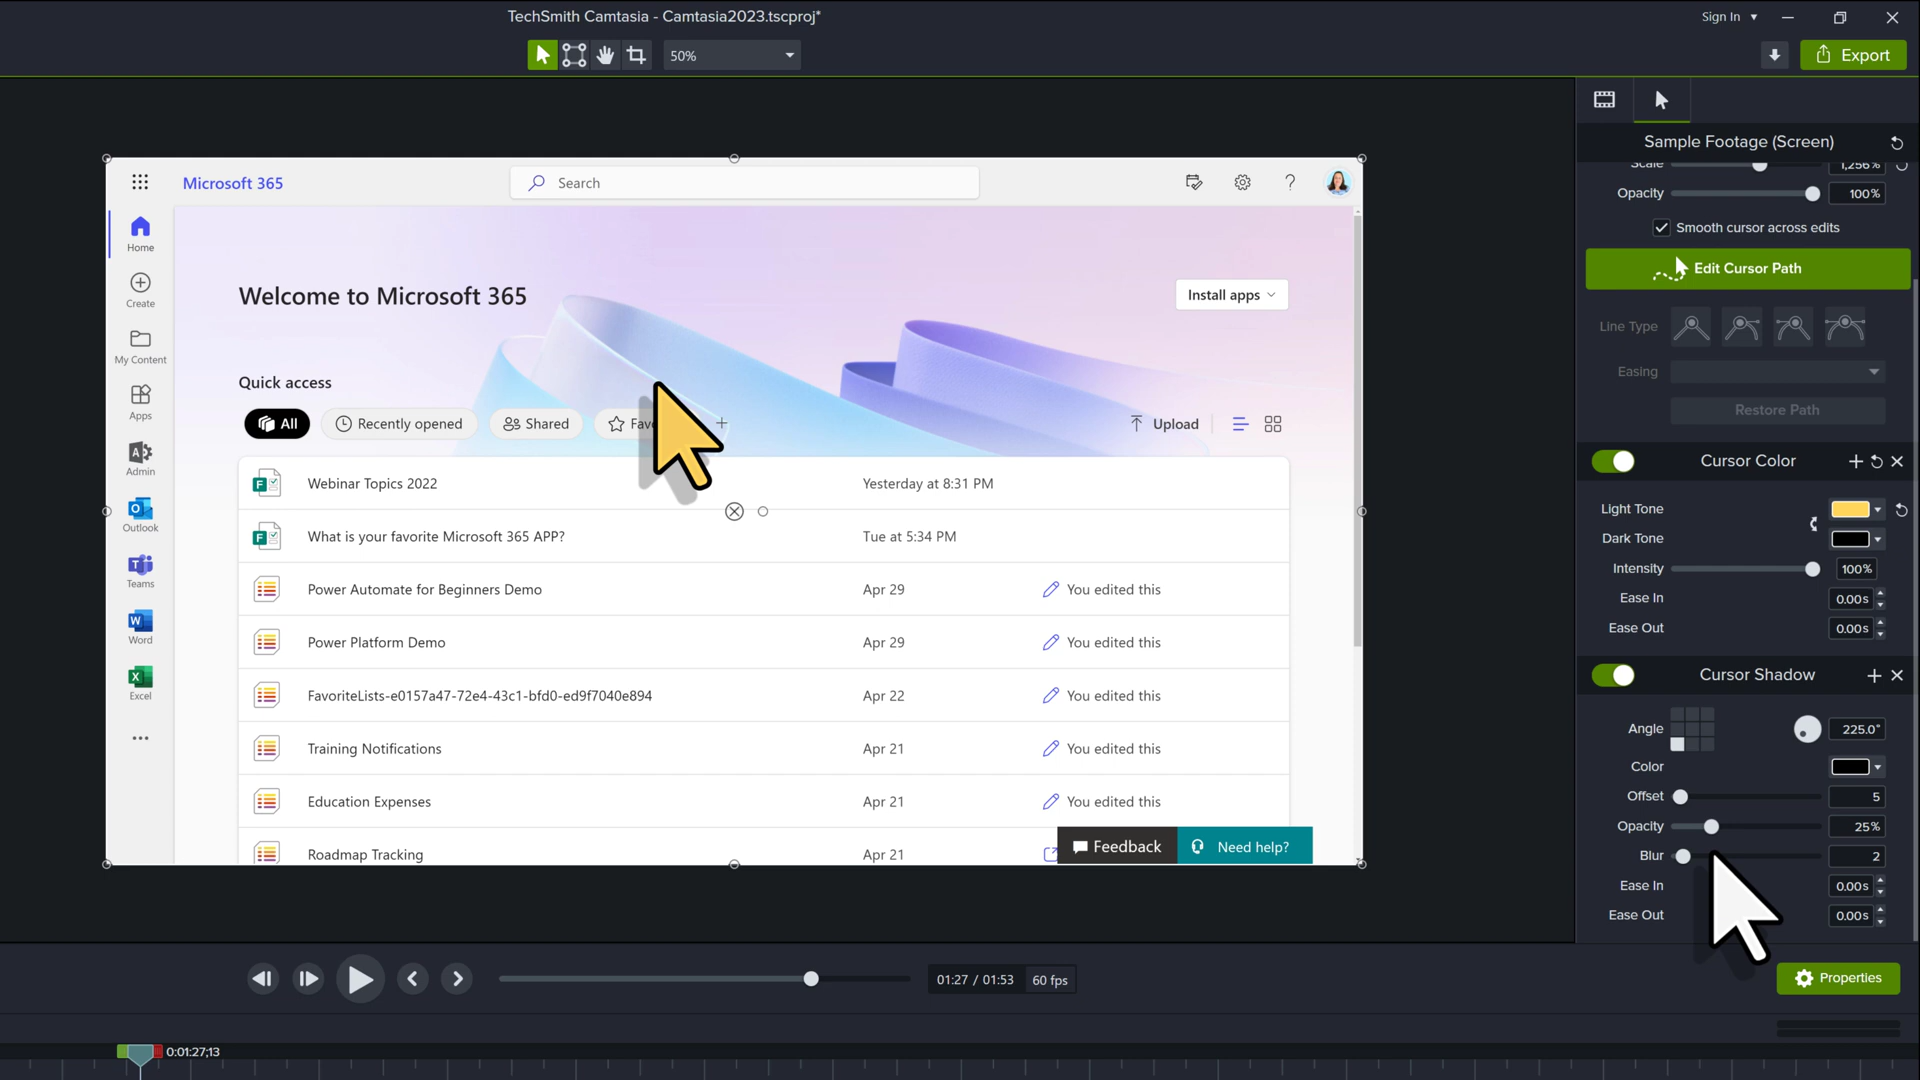 TechSmith Camtasia - Camtasia2023.tscproj*
Sign In
50%
Export
Sample Footage (Screen)
Scale 1,256%
Opacity 100%
Smooth cursor across edits
Edit Cursor Path
Line Type
Easing
Restore Path
Cursor Color
Light Tone
Dark Tone
Intensity 100%
Ease In 0.00s
Ease Out 0.00s
Cursor Shadow
Angle 225.0°
Color
Offset 5
Opacity 25%
Blur 2
Ease In 0.00s
Ease Out 0.00s
Properties
Microsoft 365
Search
Home
Create
My Content
Apps
Admin
Outlook
Teams
Word
Excel
Welcome to Microsoft 365
Install apps
Quick access
All Recently opened Shared
Upload
Webinar Topics 2022 Yesterday at 8:31 PM
What is your favorite Microsoft 365 APP? Tue at 5:34 PM
Power Automate for Beginners Demo Apr 29 You edited this
Power Platform Demo Apr 29 You edited this
FavoriteLists-e0157a47-72e4-43c1-bfd0-ed9f7040e894 Apr 22 You edited this
Training Notifications Apr 21 You edited this
Education Expenses Apr 21 You edited this
Roadmap Tracking Apr 21
Feedback Need help?
01:27 / 01:53 60 fps
0:01:27;13